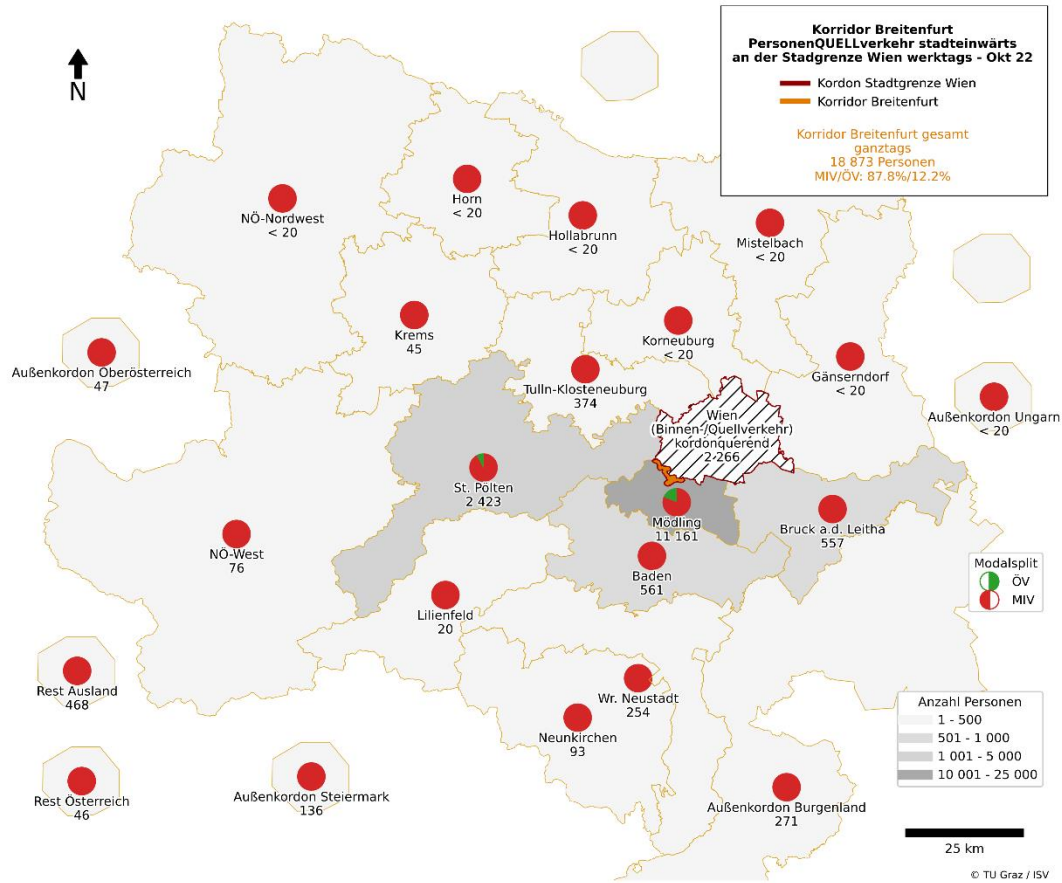 Korridor Breitenfurt
PersonenQUELLverkehr stadteinwärts
an der Stadgrenze Wien werktags - Okt 22
Kordon Stadtgrenze Wien
Korridor Breitenfurt
Korridor Breitenfurt gesamt
ganztags
18 873 Personen
MIV/ÖV: 87.8%/12.2%
N
Horn
< 20
NÖ-Nordwest
< 20
Hollabrunn
< 20
Mistelbach
< 20
Krems
45
Korneuburg
< 20
Außenkordon Oberösterreich
47
Tulln-Klosteneuburg
374
Gänserndorf
< 20
Außenkordon Ungarn
< 20
Wien
(Binnen-/Quellverkehr)
kordonquerend
2 266
St. Pölten
2 423
Mödling
11 161
Bruck a.d. Leitha
557
NÖ-West
76
Baden
561
Modalsplit
ÖV
MIV
Lilienfeld
20
Rest Ausland
468
Wr. Neustadt
254
Neunkirchen
93
Anzahl Personen
1 - 500
501 - 1 000
1 001 - 5 000
10 001 - 25 000
Rest Österreich
46
Außenkordon Steiermark
136
Außenkordon Burgenland
271
25 km
© TU Graz / ISV